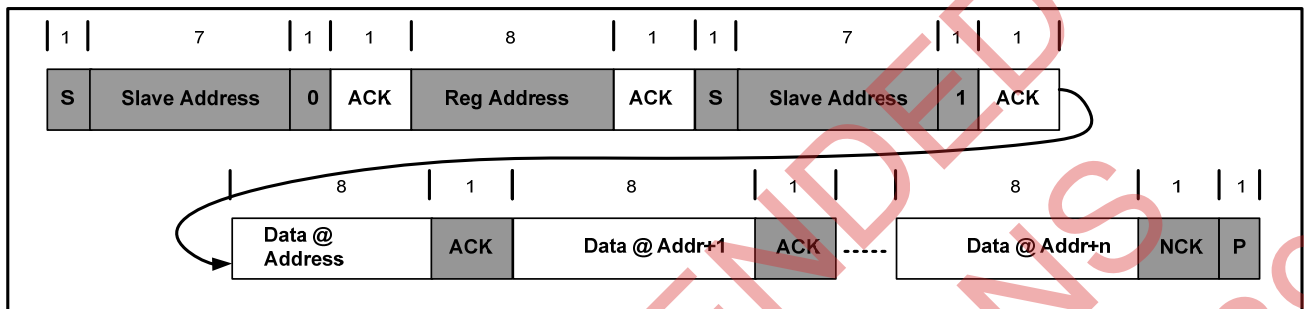 1 7 1 1 8 1 1 7 1 1
S Slave Address 0 ACK Reg Address ACK S Slave Address 1 ACK
8 1 8 1 8 1 1
Data @
Address ACK Data @ Addr+1 ACK Data @ Addr+n NCK P
ENDED
NS